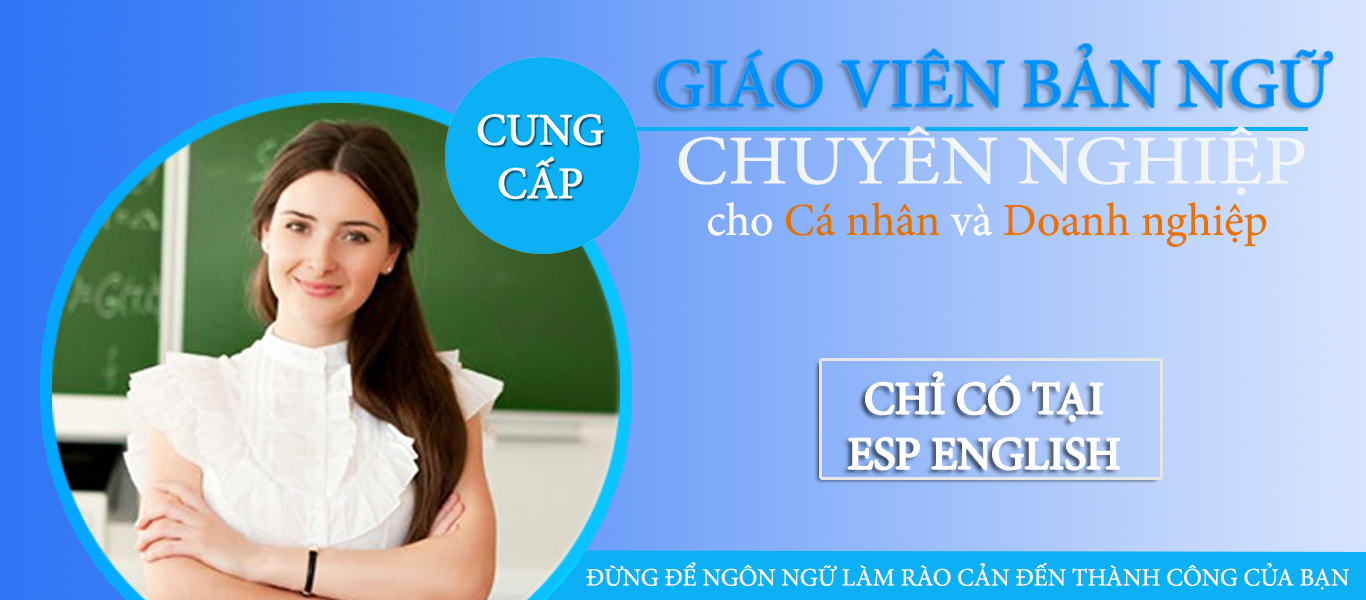 CUNG
CẤP
GIÁO VIÊN BẢN NGỮ
CHUYÊN NGHIỆP
cho Cá nhân và Doanh nghiệp
CHỈ CÓ TẠI
ESP ENGLISH
ĐỪNG ĐỂ NGÔN NGỮ LÀM RÀO CẢN ĐẾN THÀNH CÔNG CỦA BẠN